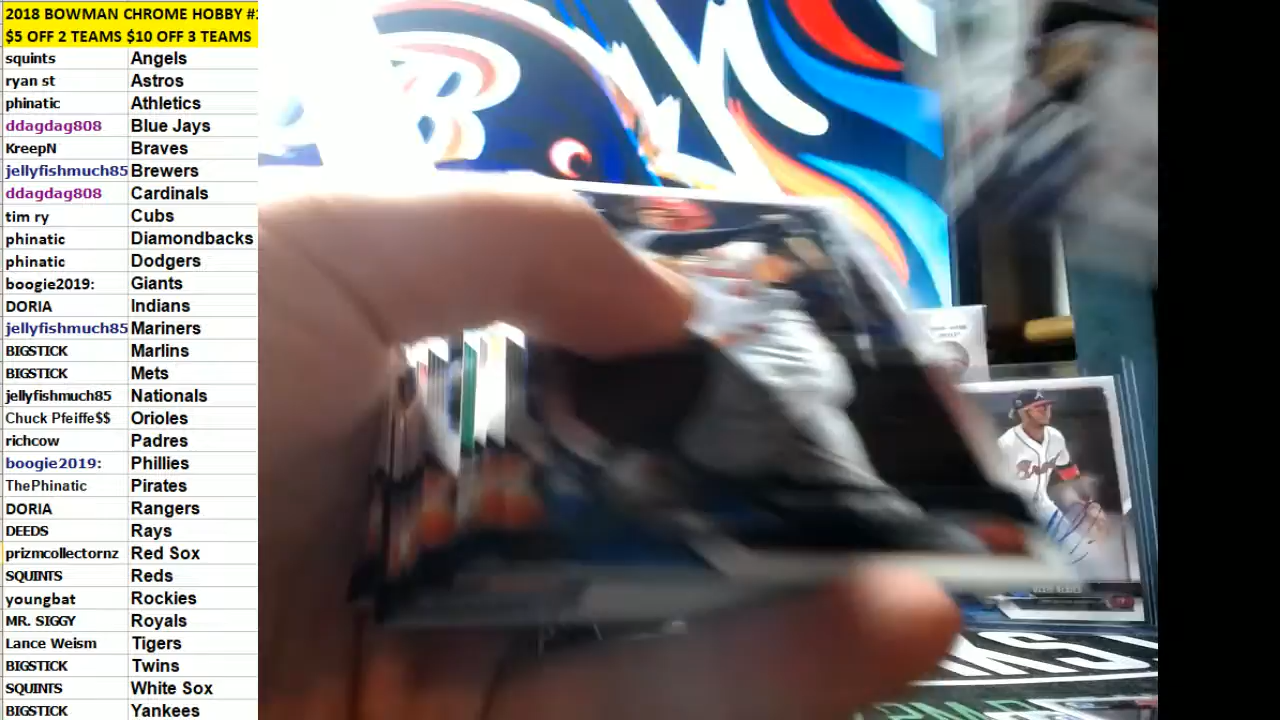 2018 BOWMAN CHROME HOBBY #
$5 OFF 2 TEAMS $10 OFF 3 TEAMS
squints Angels
ryan st Astros
phinatic Athletics
ddagdag808 Blue Jays
KreepN Braves
jellyfishmuch85 Brewers
ddagdag808 Cardinals
tim ry Cubs
phinatic Diamondbacks
phinatic Dodgers
boogie2019: Giants
DORIA Indians
jellyfishmuch85 Mariners
BIGSTICK Marlins
BIGSTICK Mets
jellyfishmuch85 Nationals
Chuck Pfeiffe$$ Orioles
richcow Padres
boogie2019: Phillies
ThePhinatic Pirates
DORIA Rangers
DEEDS Rays
prizmcollectornz Red Sox
SQUINTS Reds
youngbat Rockies
MR. SIGGY Royals
Lance Weism Tigers
BIGSTICK Twins
SQUINTS White Sox
BIGSTICK Yankees